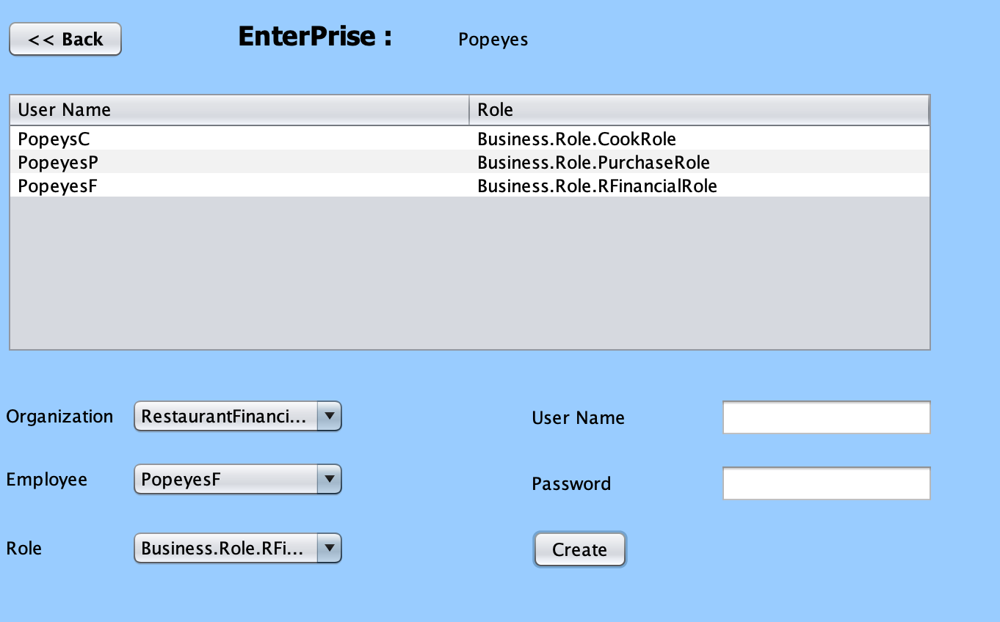 << Back
EnterPrise :
Popeyes
User Name Role
PopeysC Business.Role.CookRole
PopeyesP Business.Role.PurchaseRole
PopeyesF Business.Role.RFinancialRole
Organization RestaurantFinanci... User Name
Employee PopeyesF Password
Role Business.Role.RFi... Create